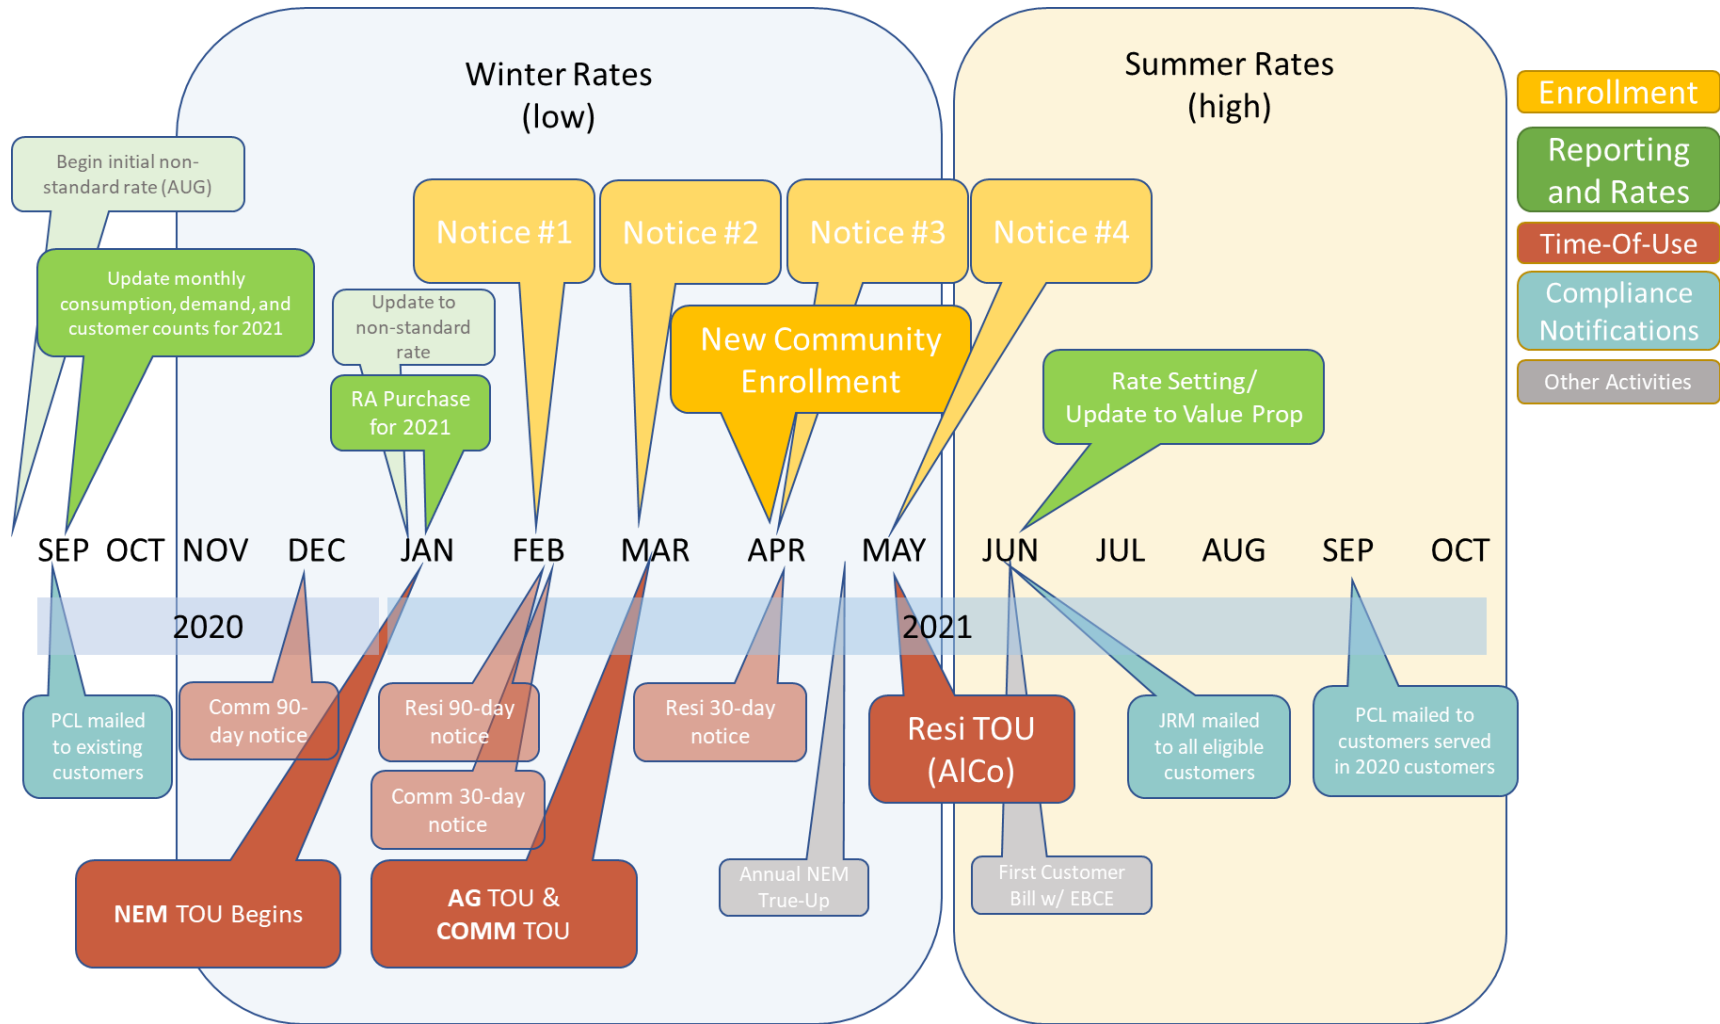 Winter Rates
(low)
Summer Rates
(high)
Enrollment
Reporting
and Rates
Time-Of-Use
Compliance
Notifications
Other Activities
Begin initial non-
standard rate (AUG)
Update monthly
consumption, demand, and
customer counts for 2021
Update to
non-standard
rate
RA Purchase
for 2021
Notice #1
Notice #2
Notice #3
Notice #4
New Community
Enrollment
Rate Setting/
Update to Value Prop
SEP OCT NOV DEC JAN FEB MAR APR MAY JUN JUL AUG SEP OCT
2020 2021
PCL mailed
to existing
customers
Comm 90-
day notice
Resi 90-day
notice
Comm 30-day
notice
Resi 30-day
notice
Resi TOU
(AlCo)
JRM mailed
to all eligible
customers
PCL mailed to
customers served
in 2020 customers
NEM TOU Begins
AG TOU &
COMM TOU
Annual NEM
True-Up
First Customer
Bill w/ EBCE